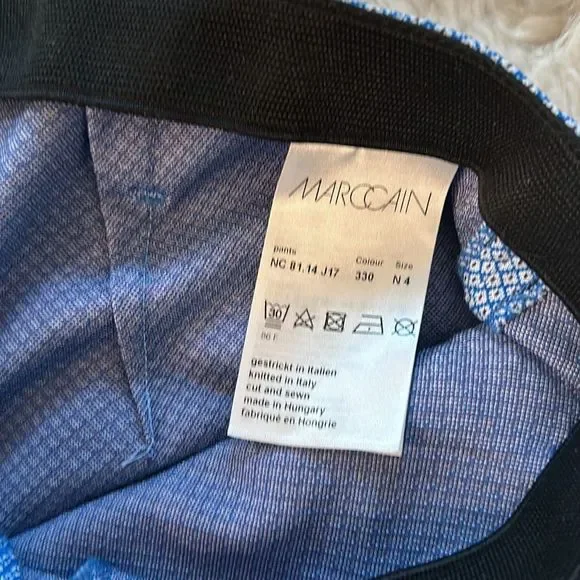 MARCCAIN
pants Colour Size
NC 81.14 J17 330 N 4
30
86 F
gestrickt in Italien
knitted in Italy
cut and sewn
made in Hungary
fabriqué en Hongrie